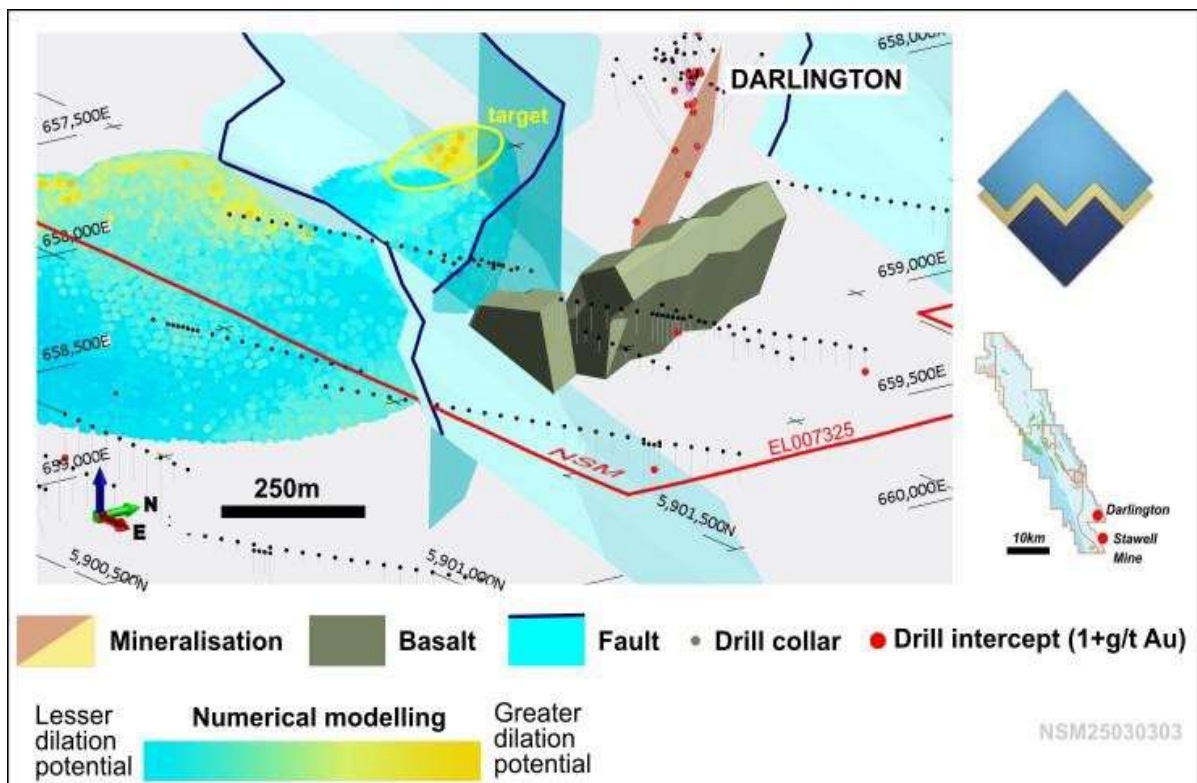 658,000E
658,000N
DARLINGTON
657,500E
target
658,000E
659,000E
658,500E
659,500E
EL007325
NSM
659,000E
660,000E
250m
N
E
5,901,500N
5,900,500N
5,901,000N
Darlington
10km
Stawell
Mine
Mineralisation
Basalt
Fault
Drill collar
Drill intercept (1+g/t Au)
Lesser
dilation
potential
Numerical modelling
Greater
dilation
potential
NSM25030303